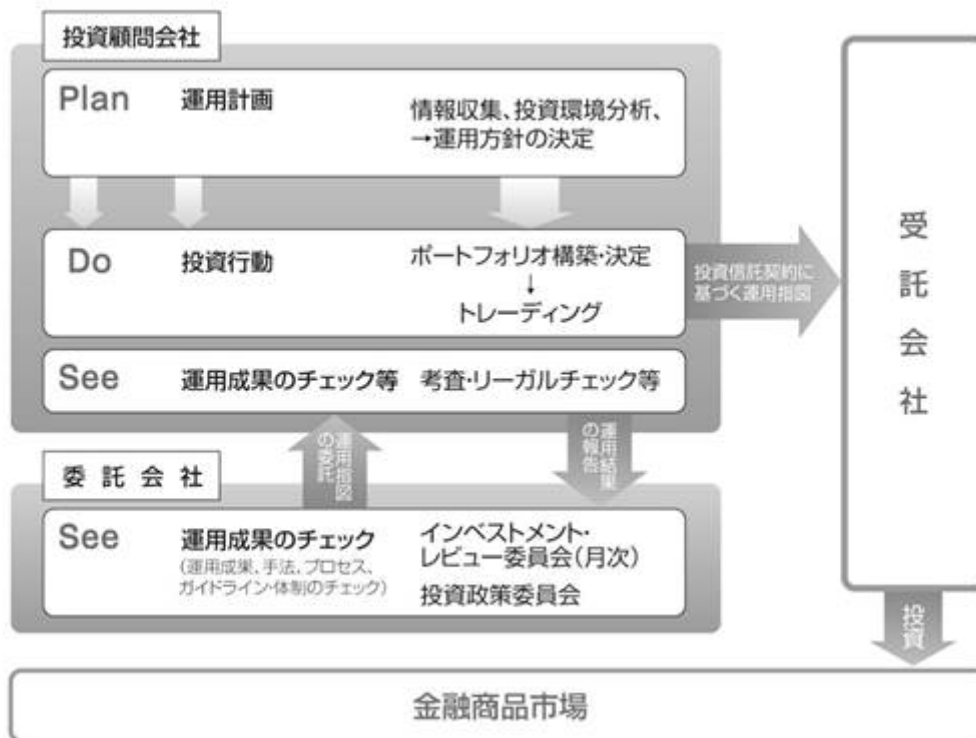 投資顧問会社
Plan 運用計画 情報収集、投資環境分析、
→運用方針の決定
Do 投資行動 ポートフォリオ構築・決定
↓
トレーディング
投資信託契約に
基づく運用指図
受託会社
See 運用成果のチェック等 考査・リーガルチェック等
運用指図
の委託
運用結果
の報告
委託会社
See 運用成果のチェック
(運用成果、手法、プロセス、
ガイドライン・体制のチェック)
インベストメント・
レビュー委員会(月次)
投資政策委員会
投資
金融商品市場